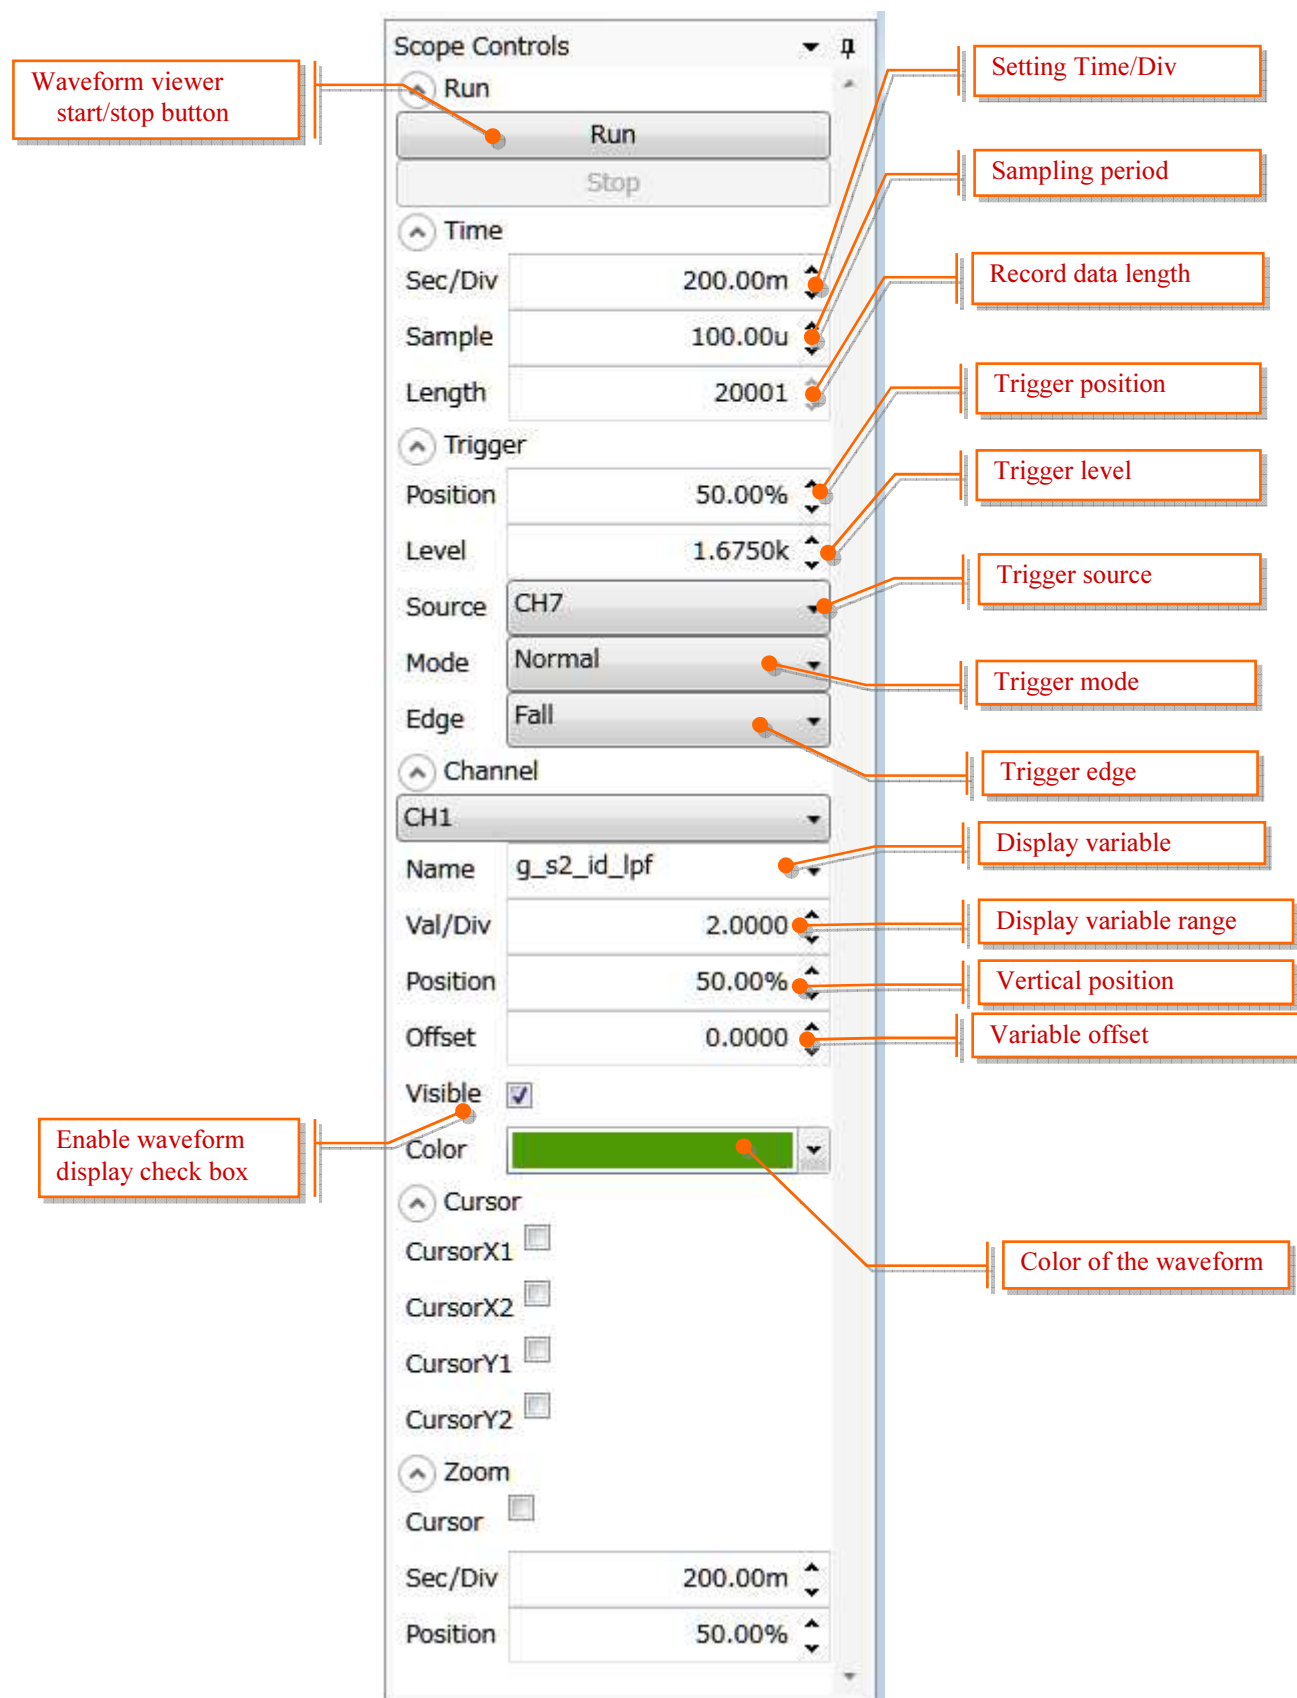 Scope Controls
Waveform viewer
start/stop button
Run
Run
Stop
Setting Time/Div
Sampling period
Time
Sec/Div 200.00m
Record data length
Sample 100.00u
Length 20001
Trigger position
Trigger
Position 50.00%
Trigger level
Level 1.6750k
Trigger source
Source CH7
Mode Normal
Trigger mode
Edge Fall
Trigger edge
Channel
CH1
Display variable
Name g_s2_id_lpf
Val/Div 2.0000
Display variable range
Position 50.00%
Vertical position
Offset 0.0000
Variable offset
Visible
Enable waveform
display check box
Color
Cursor
CursorX1
Color of the waveform
CursorX2
CursorY1
CursorY2
Zoom
Cursor
Sec/Div 200.00m
Position 50.00%